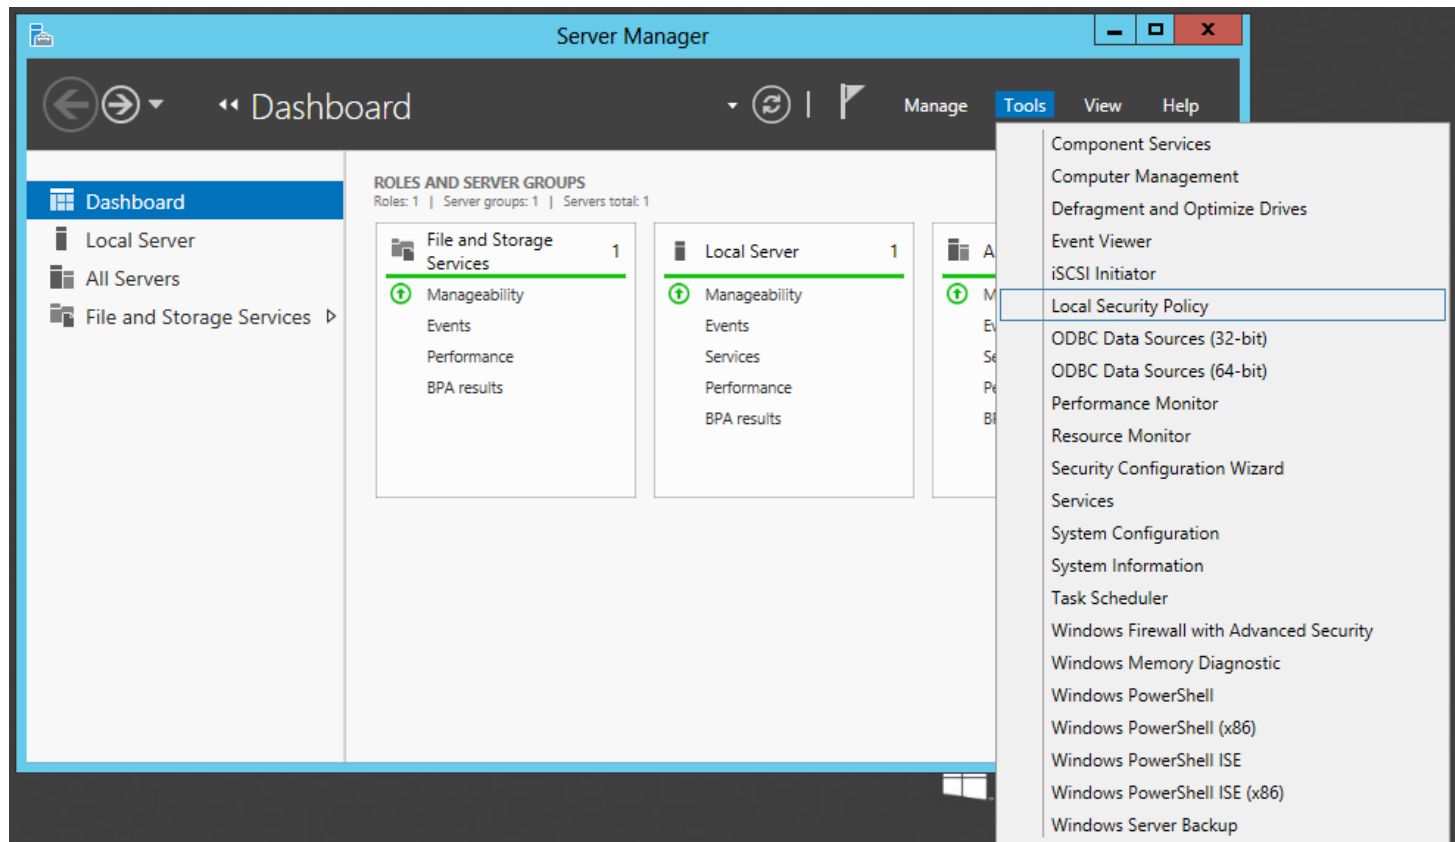 Server Manager
Dashboard
Manage Tools View Help
Dashboard
Local Server
All Servers
File and Storage Services
ROLES AND SERVER GROUPS
Roles: 1 | Server groups: 1 | Servers total: 1
File and Storage
Services
1
Manageability
Events
Performance
BPA results
Local Server 1
Manageability
Events
Services
Performance
BPA results
Component Services
Computer Management
Defragment and Optimize Drives
Event Viewer
iSCSI Initiator
Local Security Policy
ODBC Data Sources (32-bit)
ODBC Data Sources (64-bit)
Performance Monitor
Resource Monitor
Security Configuration Wizard
Services
System Configuration
System Information
Task Scheduler
Windows Firewall with Advanced Security
Windows Memory Diagnostic
Windows PowerShell
Windows PowerShell (x86)
Windows PowerShell ISE
Windows PowerShell ISE (x86)
Windows Server Backup